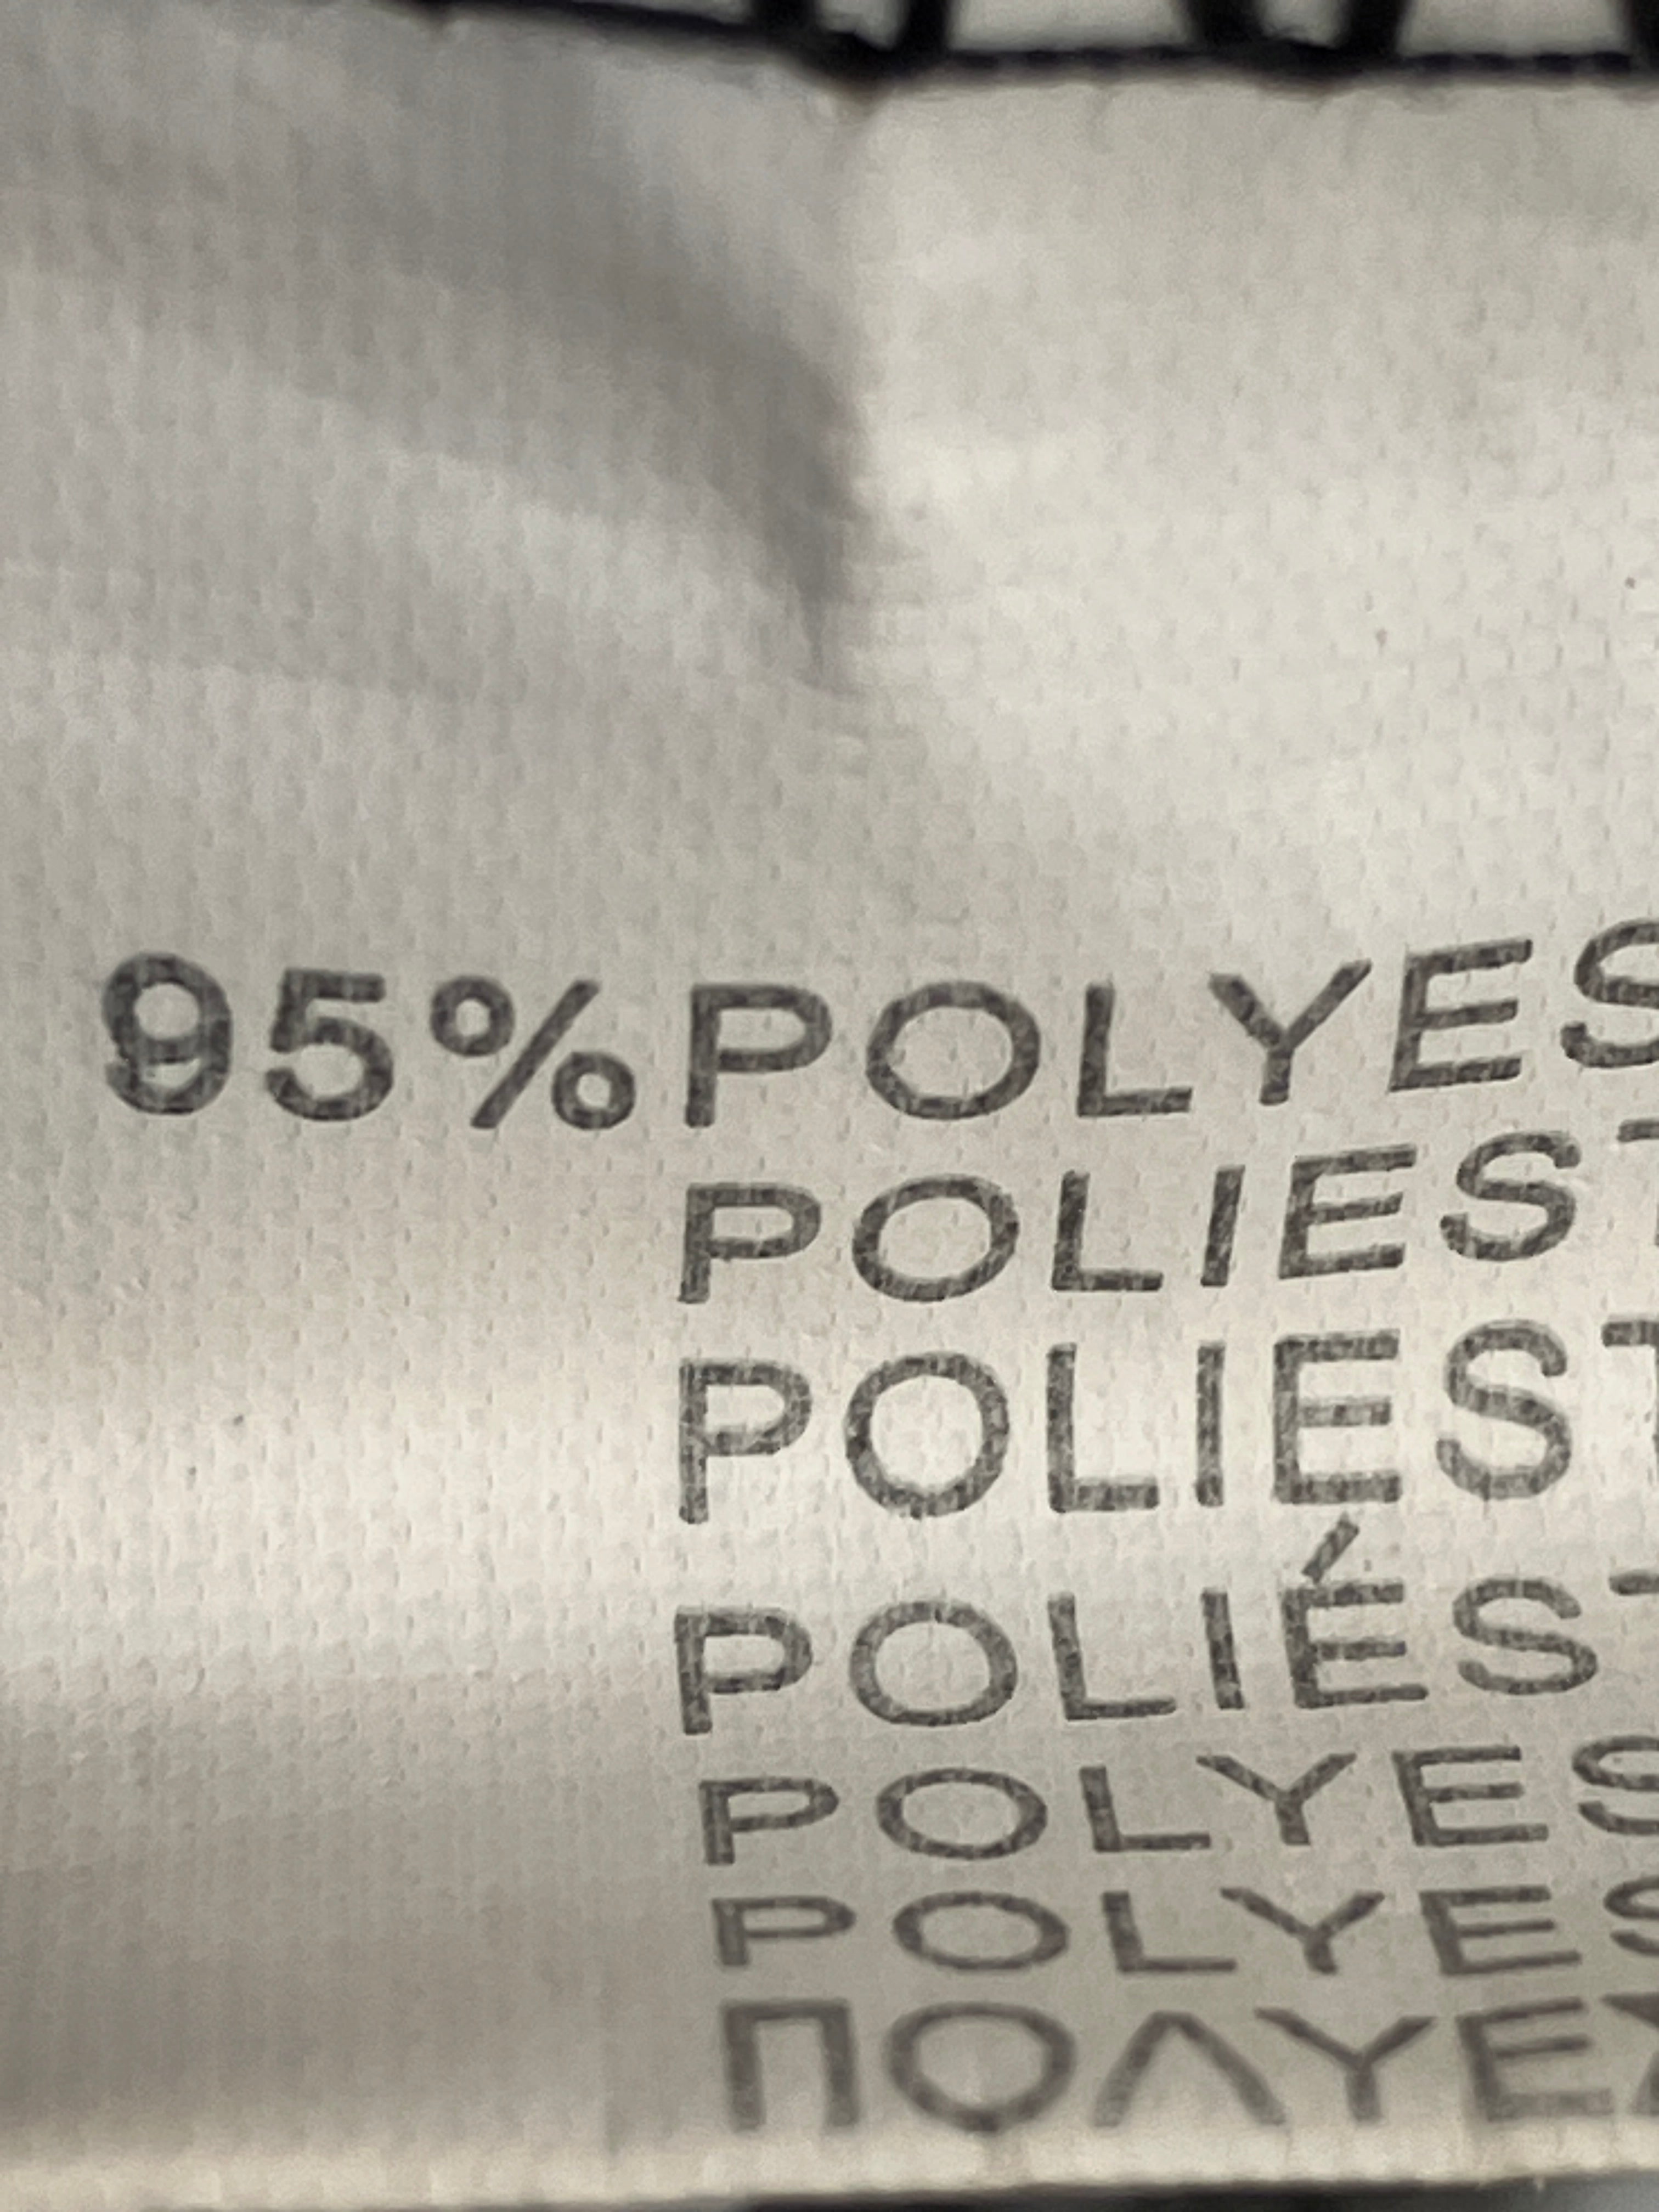 95% POLYES
POLIEST
POLIEST
POLIÉST
POLYES
POLYES
ΠΟΛΥΕΣ